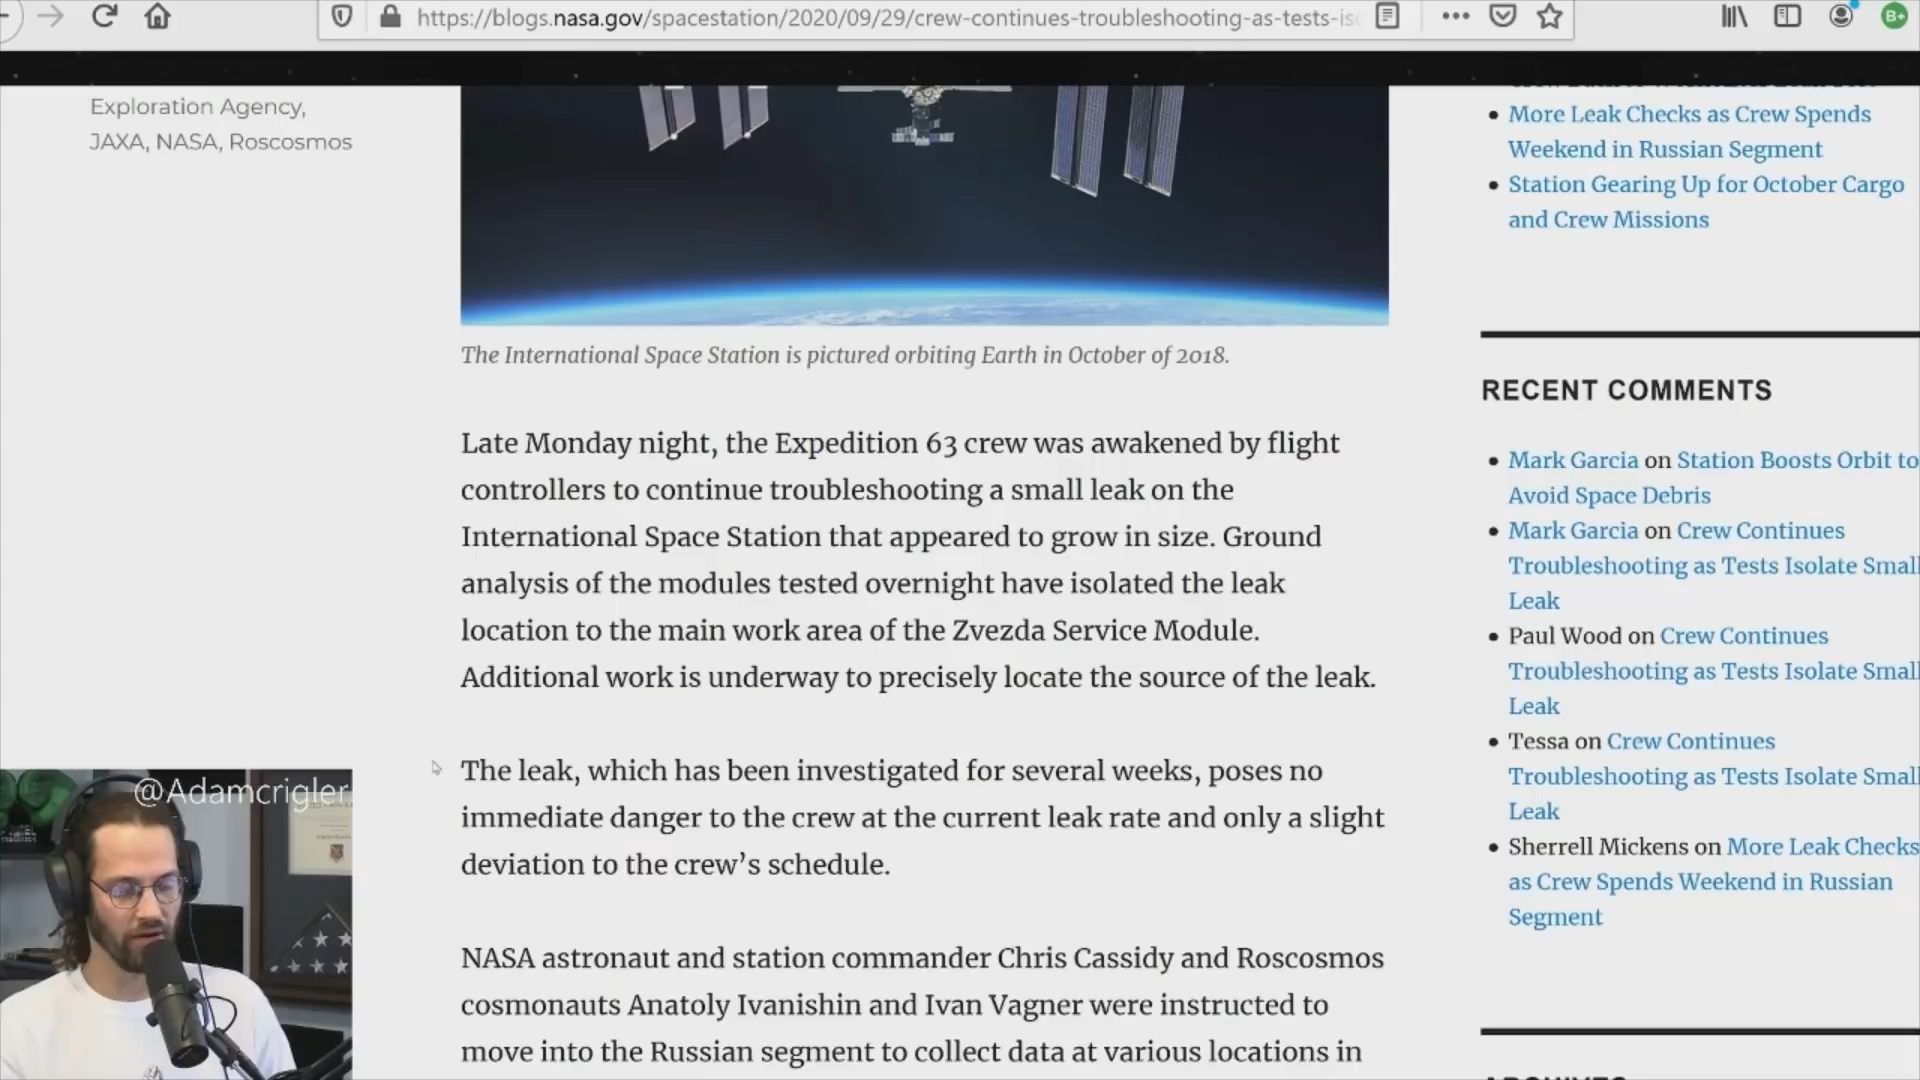 https://blogs.nasa.gov/spacestation/2020/09/29/crew-continues-troubleshooting-as-tests-is
B+
Exploration Agency,
JAXA, NASA, Roscosmos
The International Space Station is pictured orbiting Earth in October of 2018.
Late Monday night, the Expedition 63 crew was awakened by flight
controllers to continue troubleshooting a small leak on the
International Space Station that appeared to grow in size. Ground
analysis of the modules tested overnight have isolated the leak
location to the main work area of the Zvezda Service Module.
Additional work is underway to precisely locate the source of the leak.
The leak, which has been investigated for several weeks, poses no
immediate danger to the crew at the current leak rate and only a slight
deviation to the crew's schedule.
NASA astronaut and station commander Chris Cassidy and Roscosmos
cosmonauts Anatoly Ivanishin and Ivan Vagner were instructed to
move into the Russian segment to collect data at various locations in
More Leak Checks as Crew Spends
Weekend in Russian Segment
Station Gearing Up for October Cargo
and Crew Missions
RECENT COMMENTS
Mark Garcia on Station Boosts Orbit to
Avoid Space Debris
Mark Garcia on Crew Continues
Troubleshooting as Tests Isolate Small
Leak
Paul Wood on Crew Continues
Troubleshooting as Tests Isolate Small
Leak
Tessa on Crew Continues
Troubleshooting as Tests Isolate Small
Leak
Sherrell Mickens on More Leak Checks
as Crew Spends Weekend in Russian
Segment
@Adamcrigler